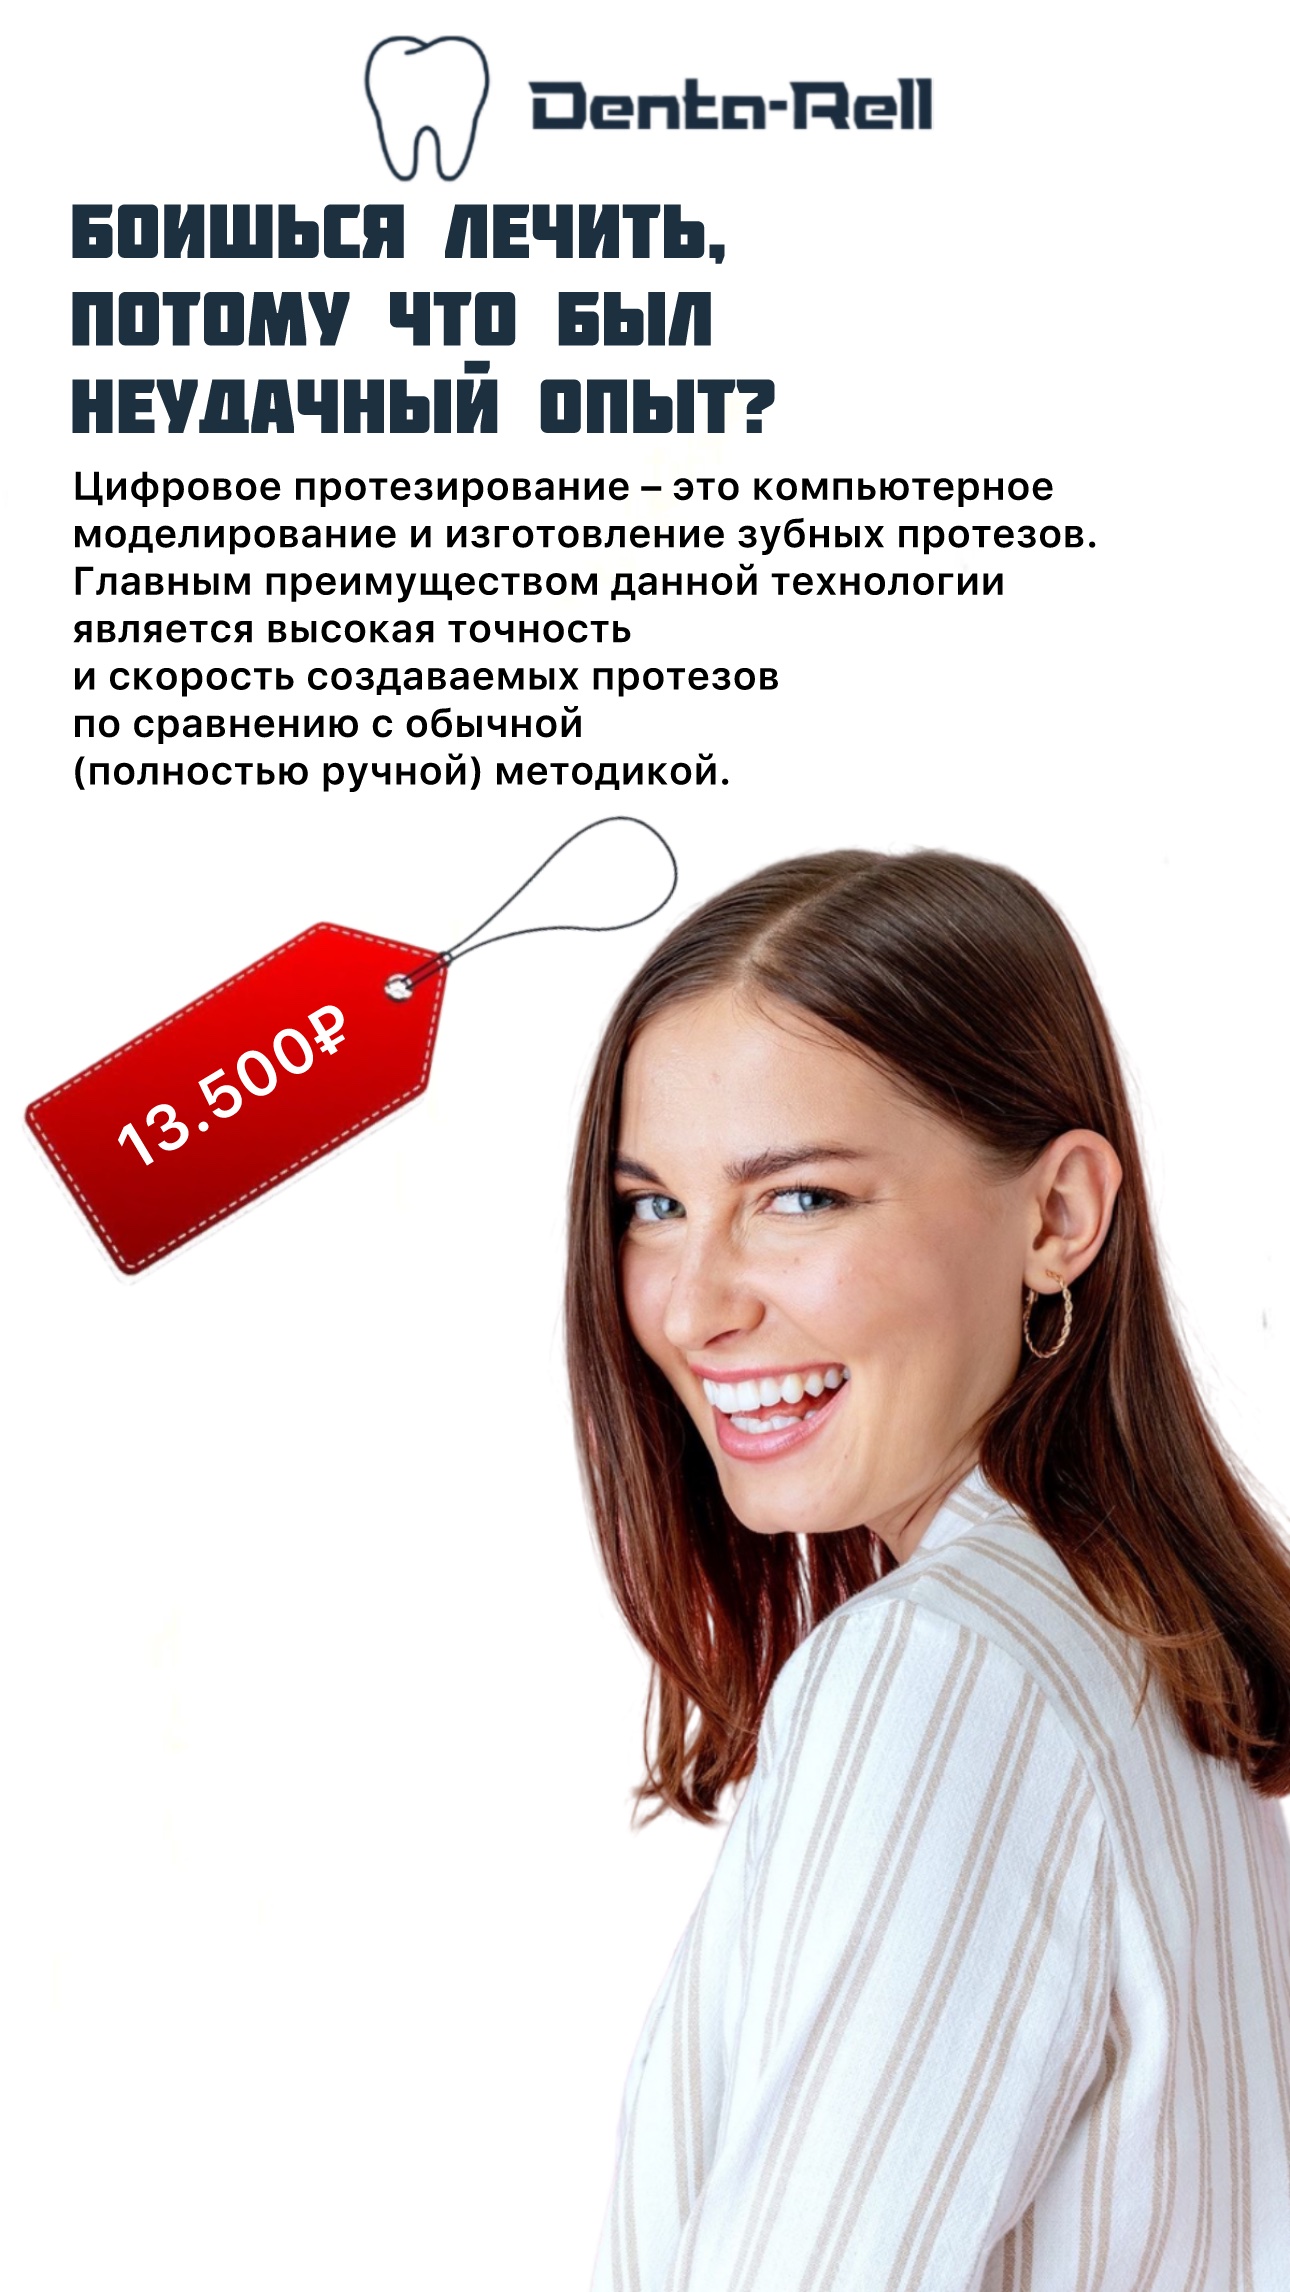 Denta-Rell
БОИШЬСЯ ЛЕЧИТЬ,
ПОТОМУ ЧТО БЫЛ
НЕУДАЧНЫЙ ОПЫТ?
Цифровое протезирование – это компьютерное
моделирование и изготовление зубных протезов.
Главным преимуществом данной технологии
является высокая точность
и скорость создаваемых протезов
по сравнению с обычной
(полностью ручной) методикой.
13.500₽